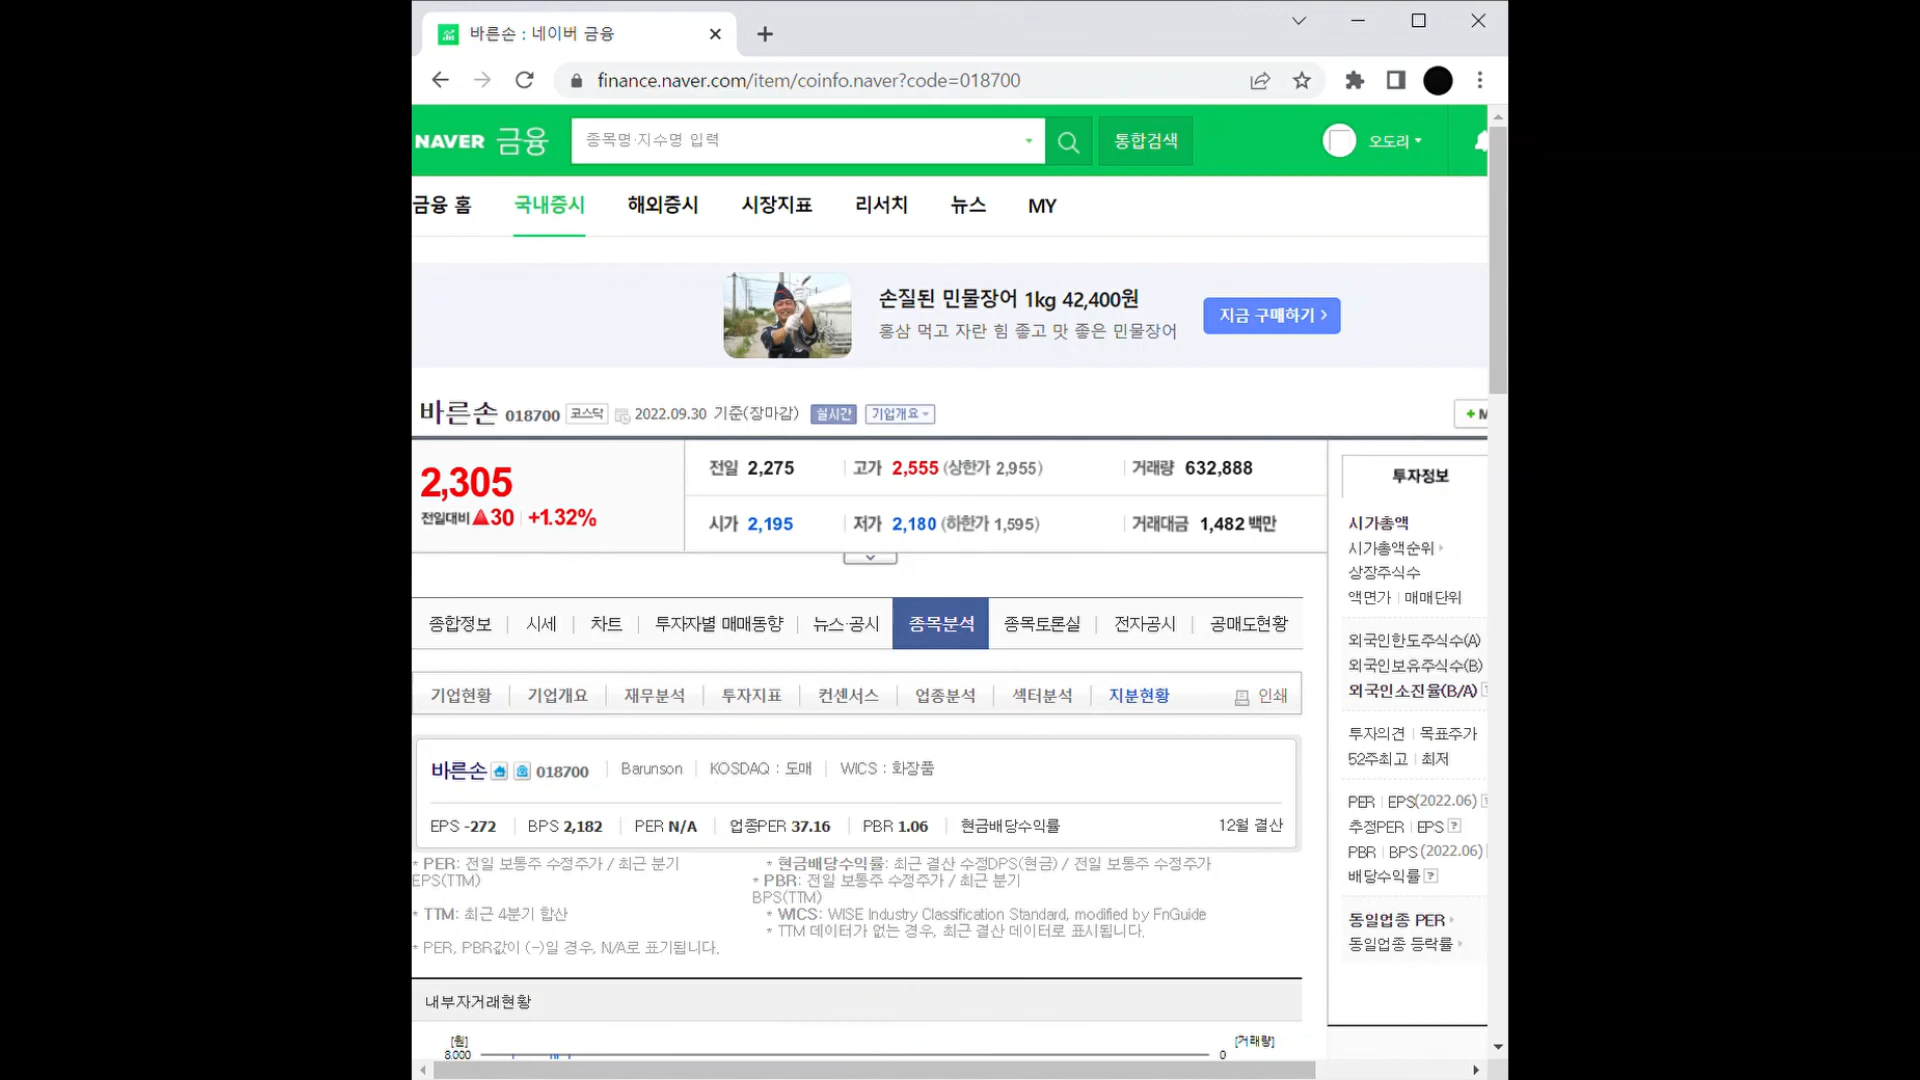 바른손 : 네이버 금융
finance.naver.com/item/coinfo.naver?code=018700
NAVER 금융 종목명·지수명 입력 통합검색 오도리
금융 홈 국내증시 해외증시 시장지표 리서치 뉴스 MY
손질된 민물장어 1kg 42,400원
홍삼 먹고 자란 힘 좋고 맛 좋은 민물장어
지금 구매하기
바른손 018700 코스닥 2022.09.30 기준(장마감) 실시간 기업개요
2,305
전일대비 ▲30 +1.32%
전일 2,275 고가 2,555 (상한가 2,955) 거래량 632,888
시가 2,195 저가 2,180 (하한가 1,595) 거래대금 1,482 백만
종합정보 시세 차트 투자자별 매매동향 뉴스·공시 종목분석 종목토론실 전자공시 공매도현황
기업현황 기업개요 재무분석 투자지표 컨센서스 업종분석 섹터분석 지분현황 인쇄
바른손 018700 Barunson KOSDAQ : 도매 WICS : 화장품
EPS -272 BPS 2,182 PER N/A 업종PER 37.16 PBR 1.06 현금배당수익률 12월 결산
* PER: 전일 보통주 수정주가 / 최근 분기
EPS(TTM)
* TTM: 최근 4분기 합산
* PER, PBR값이 (-)일 경우, N/A로 표기됩니다.
* 현금배당수익률: 최근 결산 수정DPS(현금) / 전일 보통주 수정주가
* PBR: 전일 보통주 수정주가 / 최근 분기
BPS(TTM)
* WICS: WISE Industry Classification Standard, modified by FnGuide
* TTM 데이터가 없는 경우, 최근 결산 데이터로 표시됩니다.
내부자거래현황
[원] [거래량]
8,000 0
+ M
투자정보
시가총액
시가총액순위
상장주식수
액면가 매매단위
외국인한도주식수(A)
외국인보유주식수(B)
외국인소진율(B/A)
투자의견 목표주가
52주최고 최저
PER EPS(2022.06)
추정PER EPS ?
PBR BPS (2022.06)
배당수익률 ?
동일업종 PER
동일업종 등락률